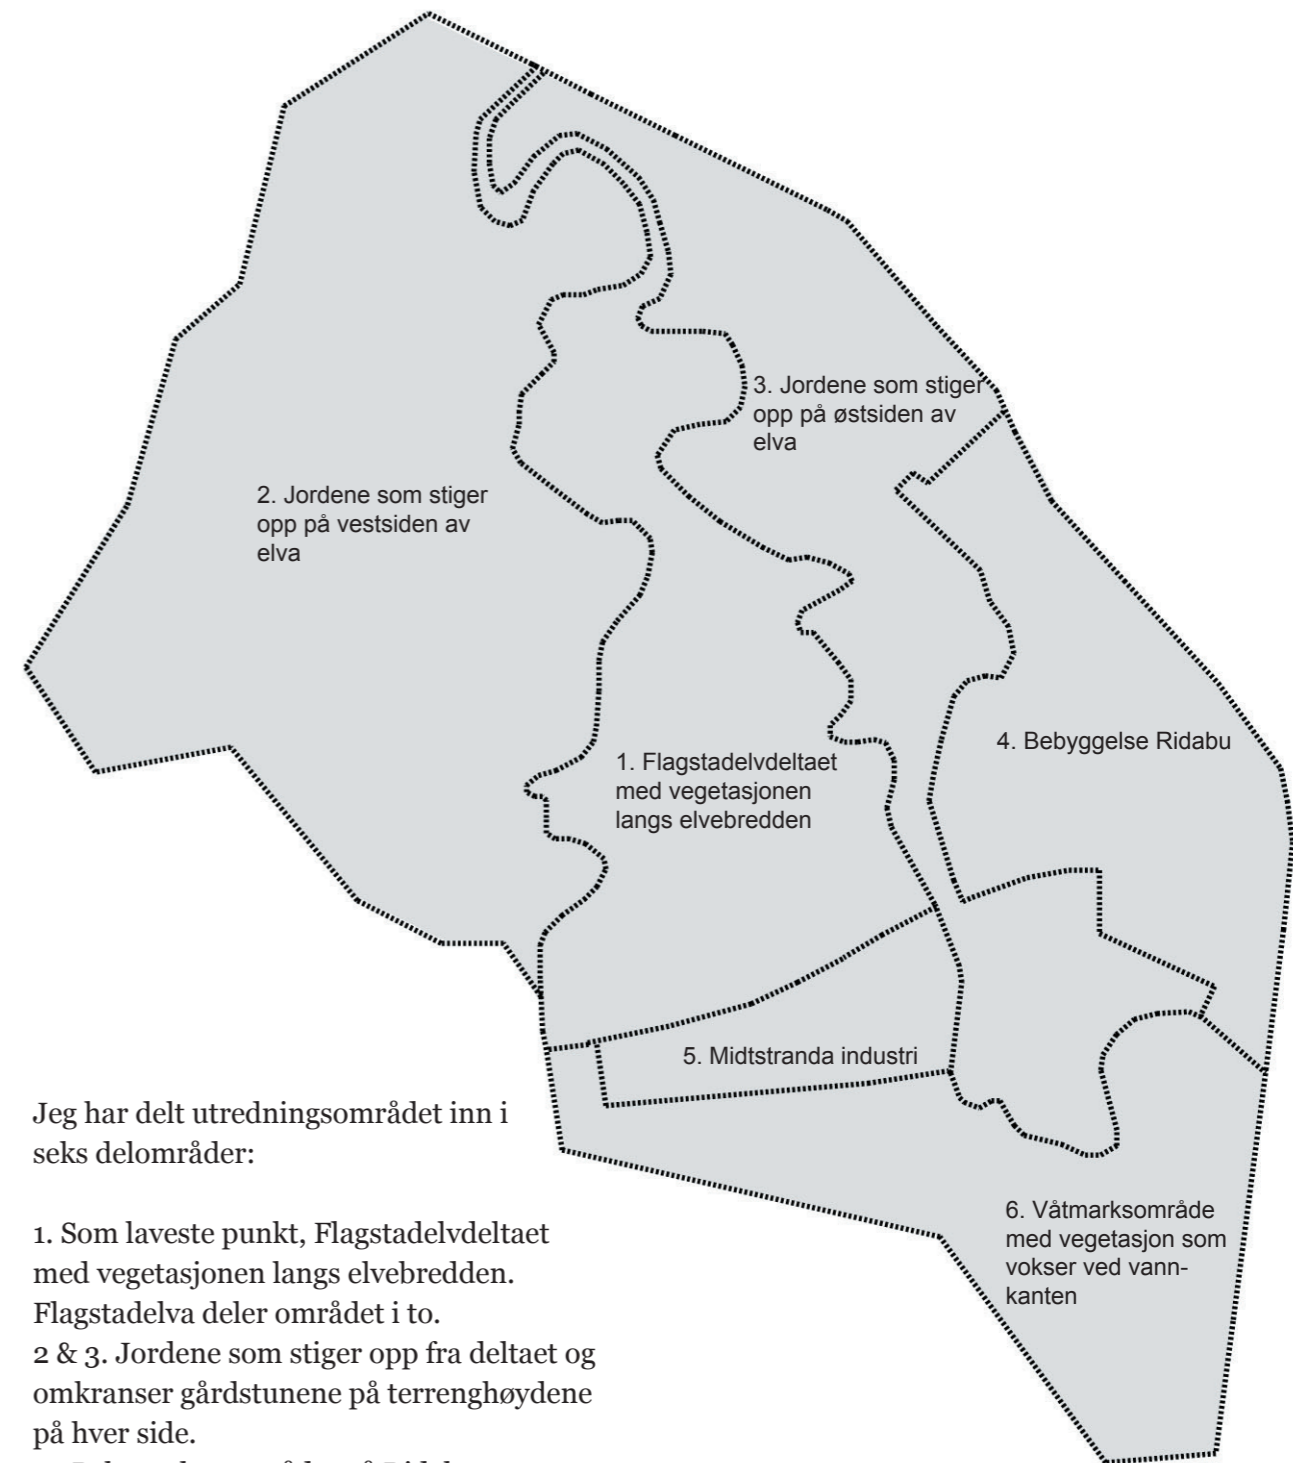 3. Jordene som stiger
opp på østsiden av
elva
2. Jordene som stiger
opp på vestsiden av
elva
4. Bebyggelse Ridabu
1. Flagstadelvdeltaet
med vegetasjonen
langs elvebredden
5. Midtstranda industri
6. Våtmarksområde
med vegetasjon som
vokser ved vann-
kanten
Jeg har delt utredningsområdet inn i
seks delområder:
1. Som laveste punkt, Flagstadelvdeltaet
med vegetasjonen langs elvebredden.
Flagstadelva deler området i to.
2 & 3. Jordene som stiger opp fra deltaet og
omkranser gårdstunene på terrenghøydene
på hver side.